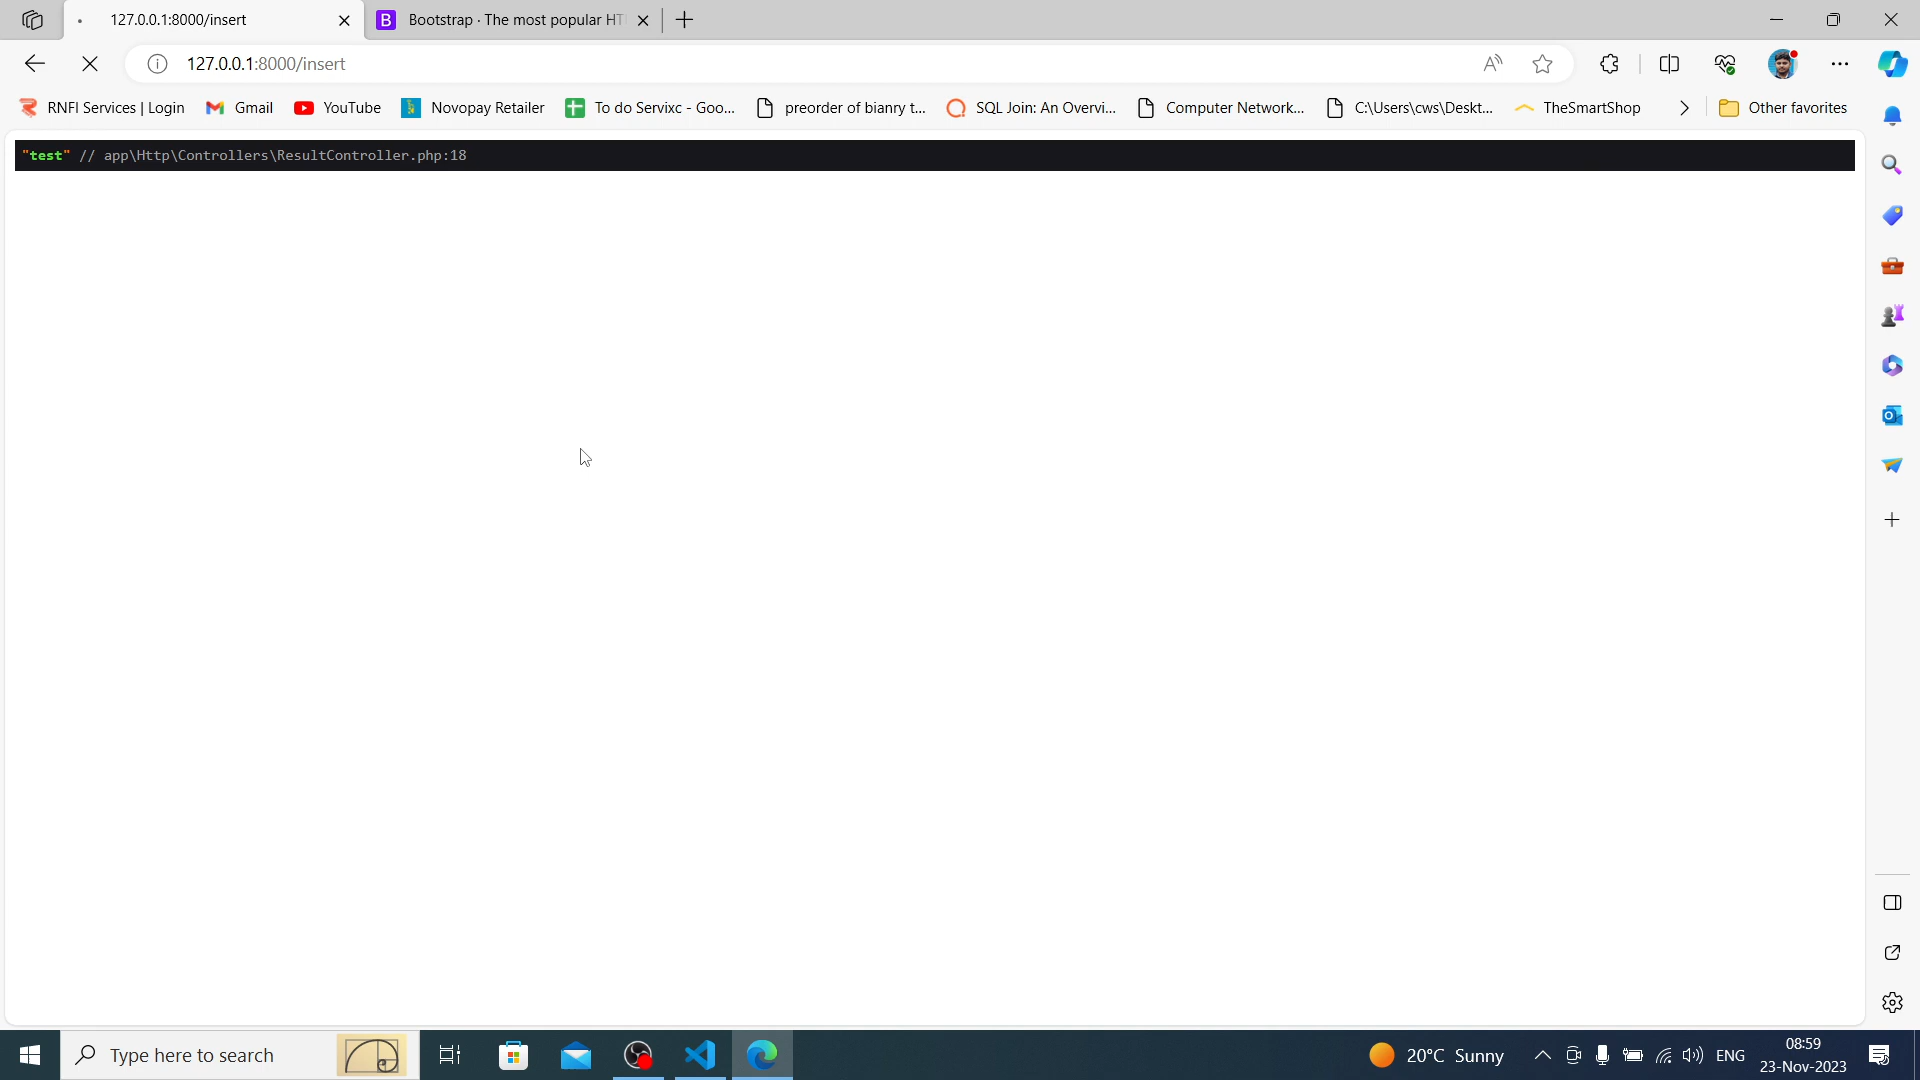 127.0.0.1:8000/insert
Bootstrap · The most popular HT
127.0.0.1:8000/insert
RNFI Services | Login
Gmail
YouTube
Novopay Retailer
To do Servixc - Goo...
preorder of bianry t...
SQL Join: An Overvi...
Computer Network...
C:\Users\cws\Deskt...
TheSmartShop
Other favorites
"test" // app\Http\Controllers\ResultController.php:18
Type here to search
20°C Sunny
ENG
08:59
23-Nov-2023